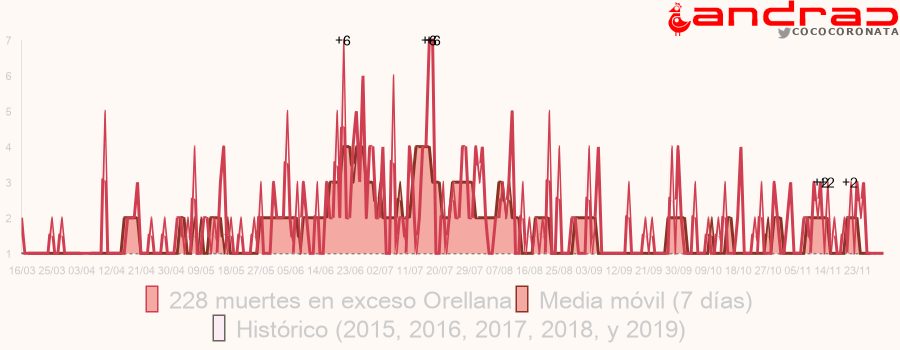 andrab
COCOCORONATA
7
6
5
4
3
2
1
+6
+6
+6
+2
+2
+2
16/03 25/03 03/04 12/04 21/04 30/04 09/05 18/05 27/05 05/06 14/06 23/06 02/07 11/07 20/07 29/07 07/08 16/08 25/08 03/09 12/09 21/09 30/09 09/10 18/10 27/10 05/11 14/11 23/11
228 muertes en exceso Orellana Media móvil (7 días)
Histórico (2015, 2016, 2017, 2018, y 2019)